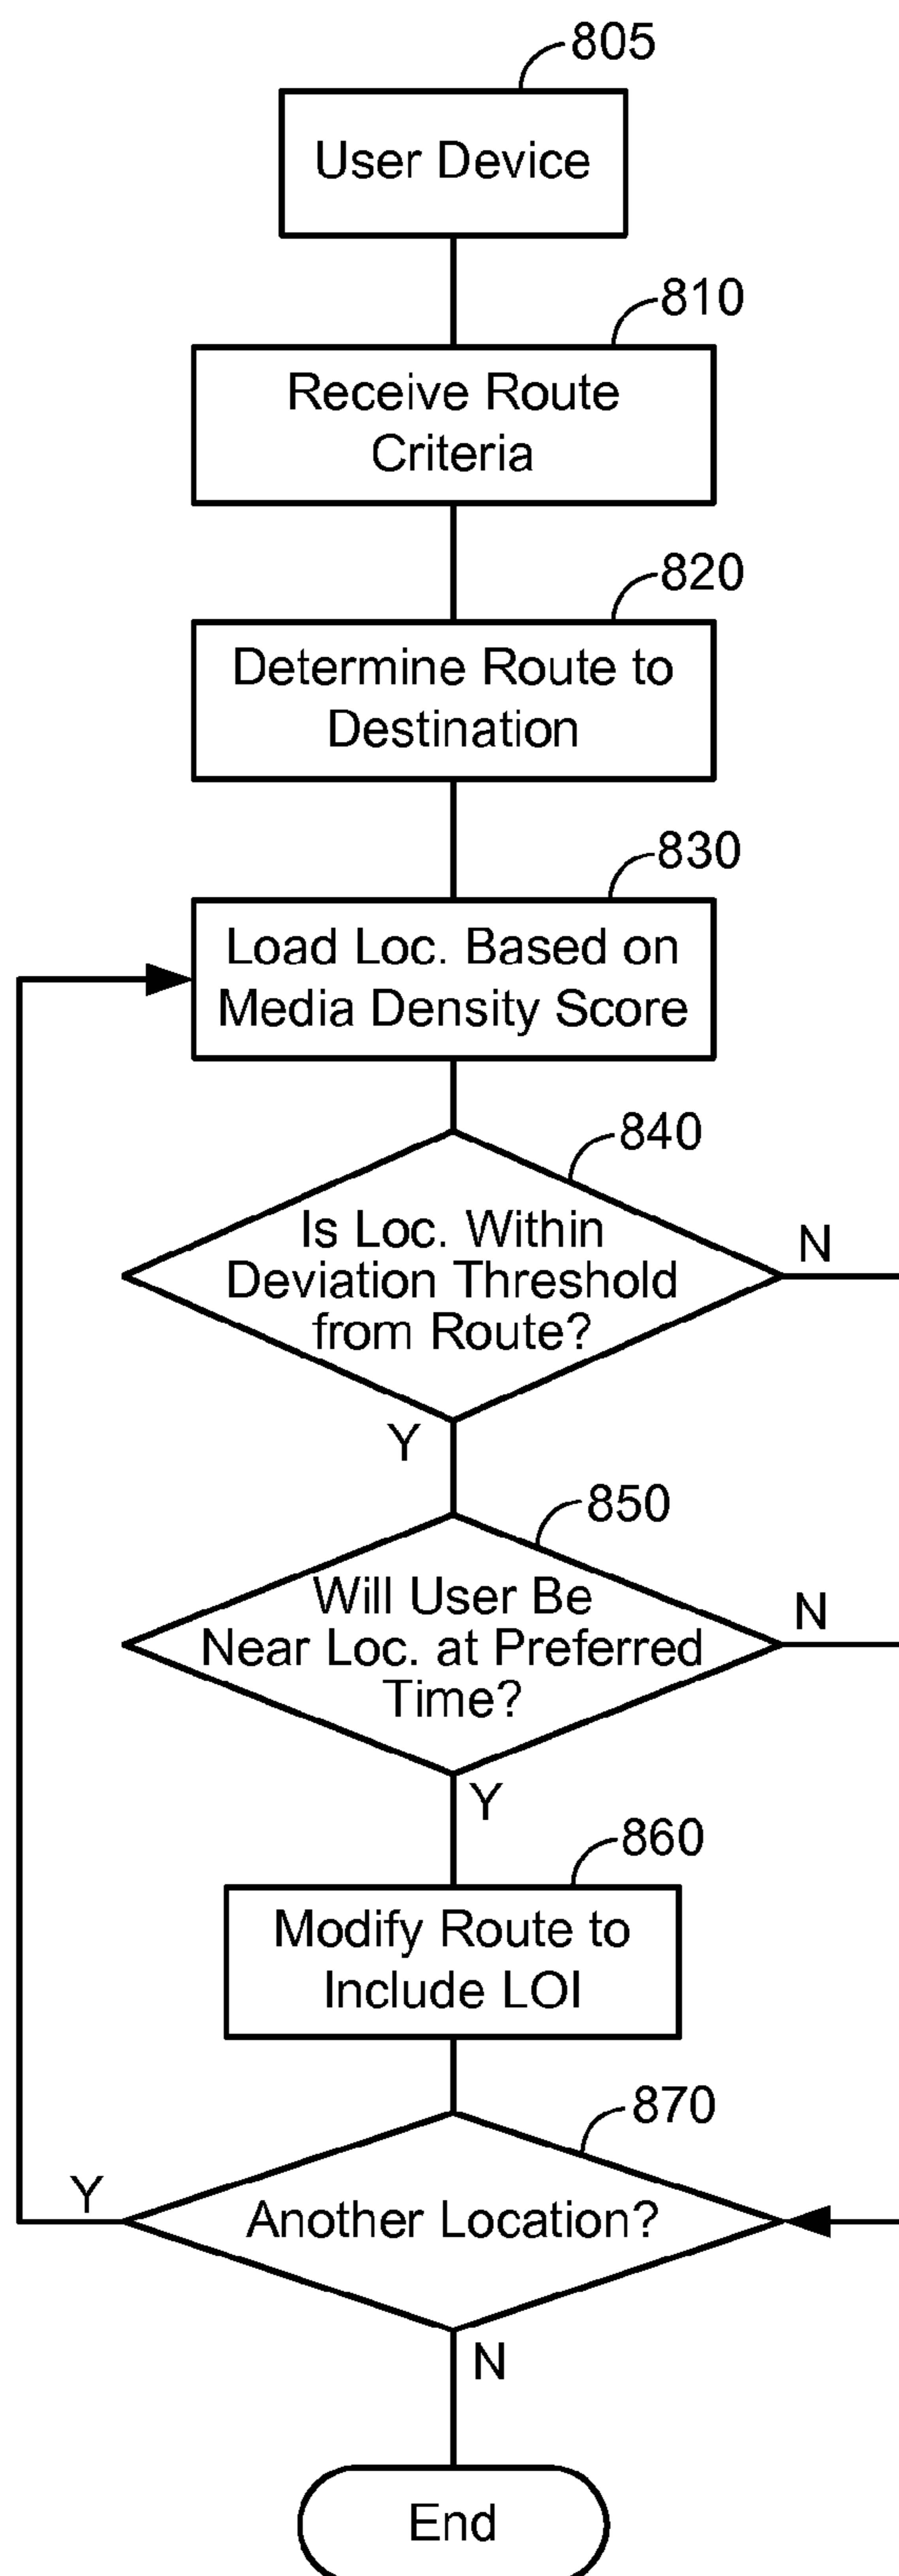 805
User Device
810
Receive Route
Criteria
820
Determine Route to
Destination
830
Load Loc. Based on
Media Density Score
840
Is Loc. Within
Deviation Threshold
from Route?
N
Y
850
Will User Be
Near Loc. at Preferred
Time?
N
Y
860
Modify Route to
Include LOI
870
Another Location?
Y
N
End